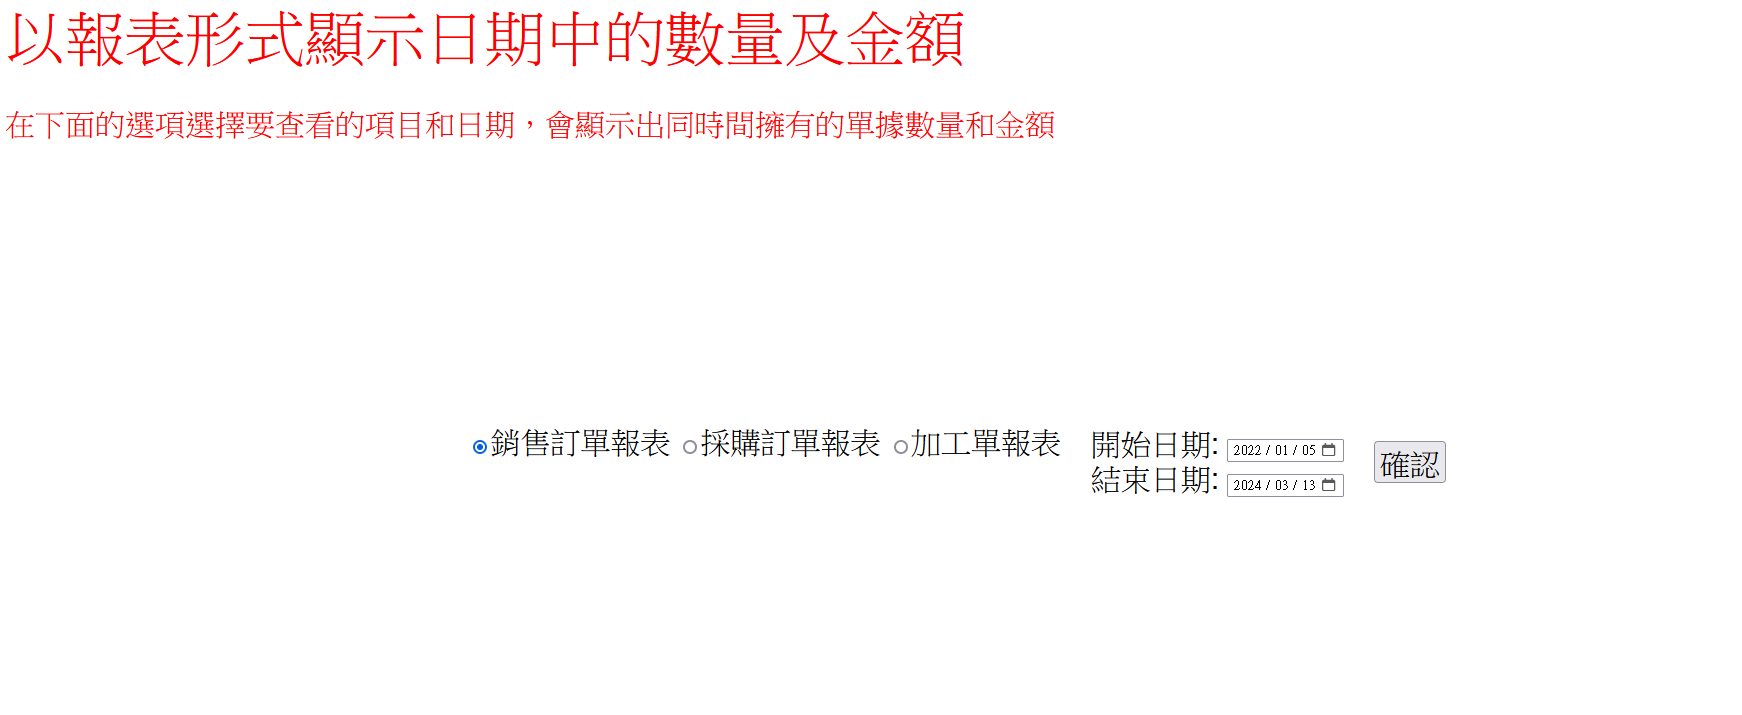 以報表形式顯示日期中的數量及金額
在下面的選項選擇要查看的項目和日期，會顯示出同時間擁有的單據數量和金額
銷售訂單報表 採購訂單報表 加工單報表 開始日期: 2022 / 01 / 05
結束日期: 2024 / 03 / 13
確認